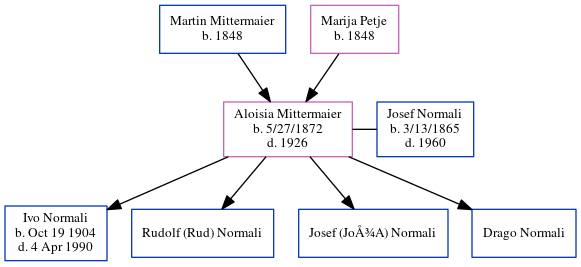 Martin Mittermaier
b. 1848
Marija Petje
b. 1848
Aloisia Mittermaier
b. 5/27/1872
d. 1926
Josef Normali
b. 3/13/1865
d. 1960
Ivo Normali
b. Oct 19 1904
d. 4 Apr 1990
Rudolf (Rud) Normali
Josef (JoÅ¾A) Normali
Drago Normali